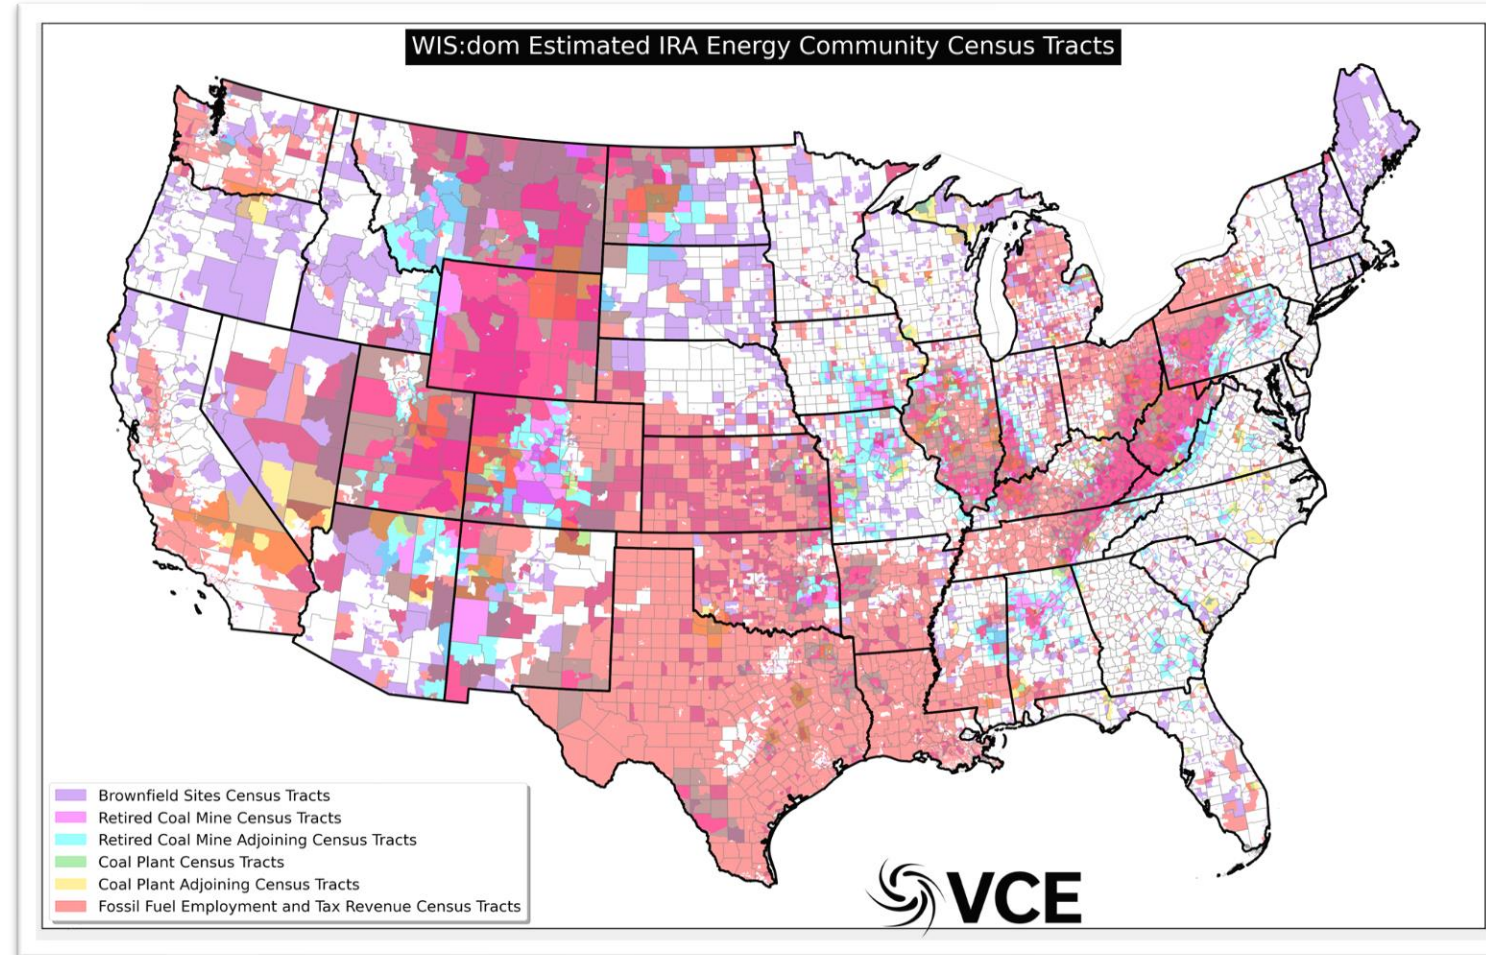 WIS:dom Estimated IRA Energy Community Census Tracts
Brownfield Sites Census Tracts
Retired Coal Mine Census Tracts
Retired Coal Mine Adjoining Census Tracts
Coal Plant Census Tracts
Coal Plant Adjoining Census Tracts
Fossil Fuel Employment and Tax Revenue Census Tracts
VCE